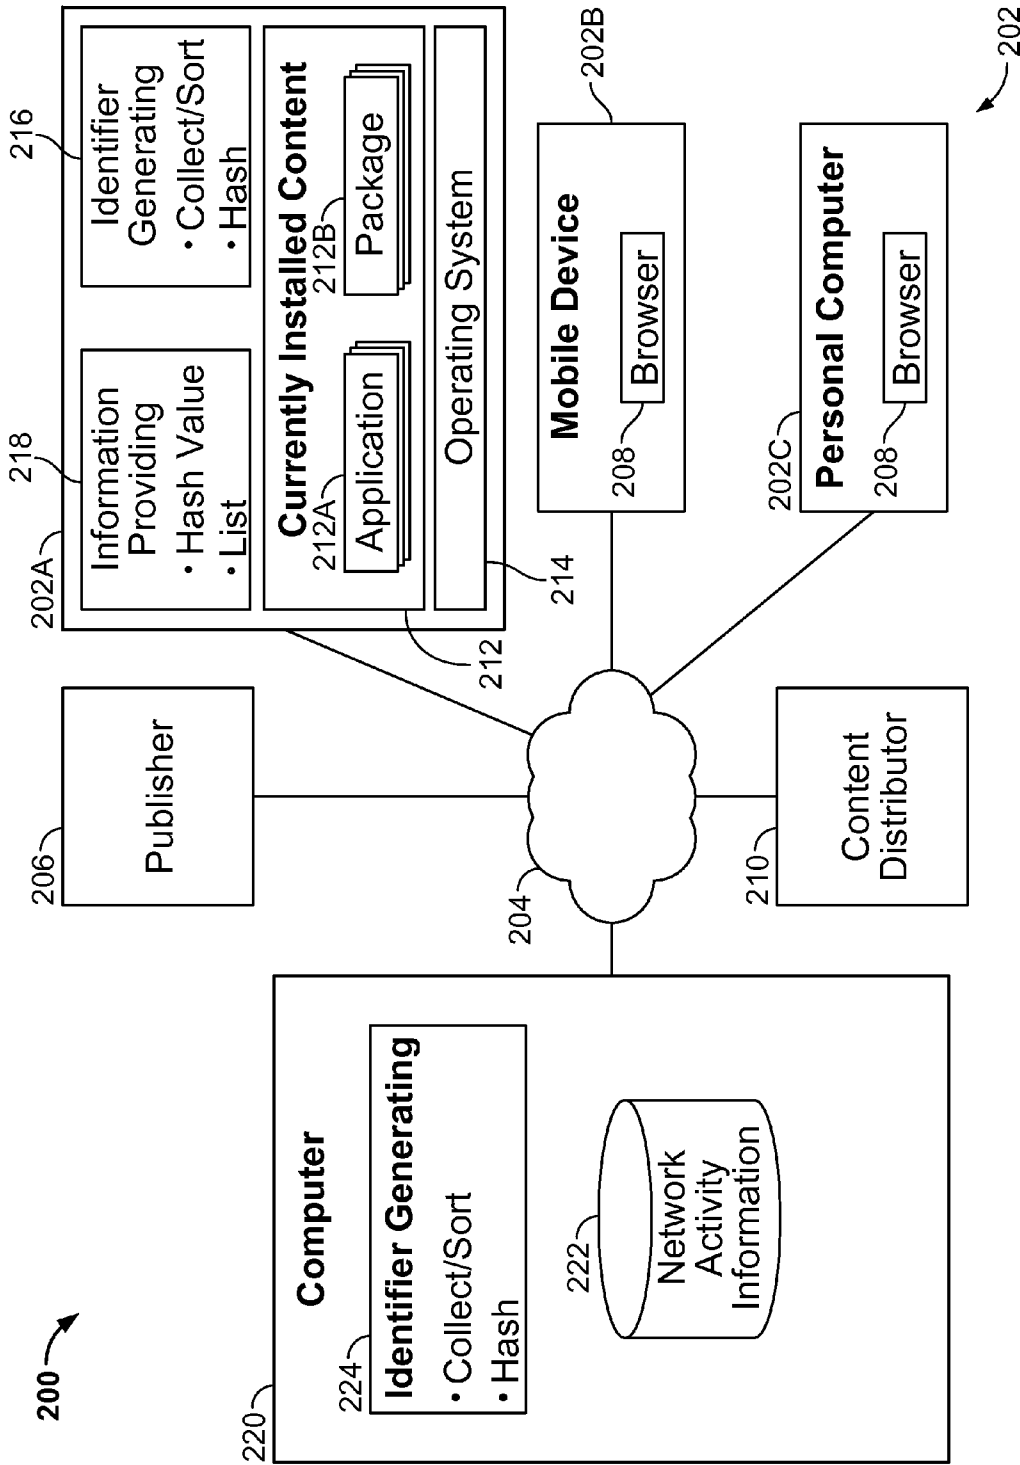 200
220
Computer
224
Identifier Generating
• Collect/Sort
• Hash
222
Network
Activity
Information
206
Publisher
204
210
Content
Distributor
202A
218
Information
Providing
• Hash Value
• List
216
Identifier
Generating
• Collect/Sort
• Hash
Currently Installed Content
212A
Application
212B
Package
212
Operating System
214
Mobile Device
202B
208
Browser
202C
Personal Computer
208
Browser
202